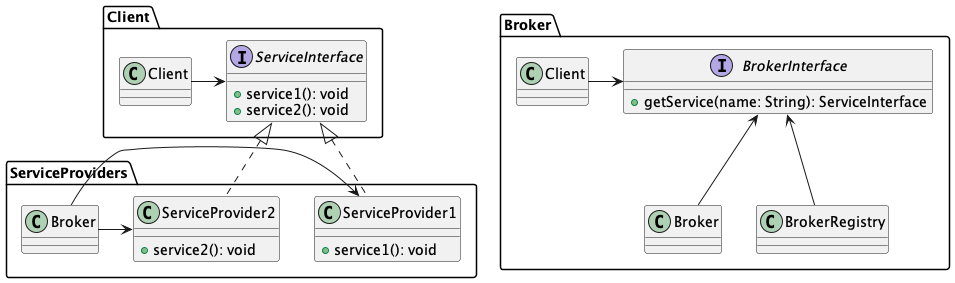 Client
C Client
I ServiceInterface
service1(): void
service2(): void
ServiceProviders
C Broker
C ServiceProvider2
service2(): void
C ServiceProvider1
service1(): void
Broker
C Client
I BrokerInterface
getService(name: String): ServiceInterface
C Broker
C BrokerRegistry